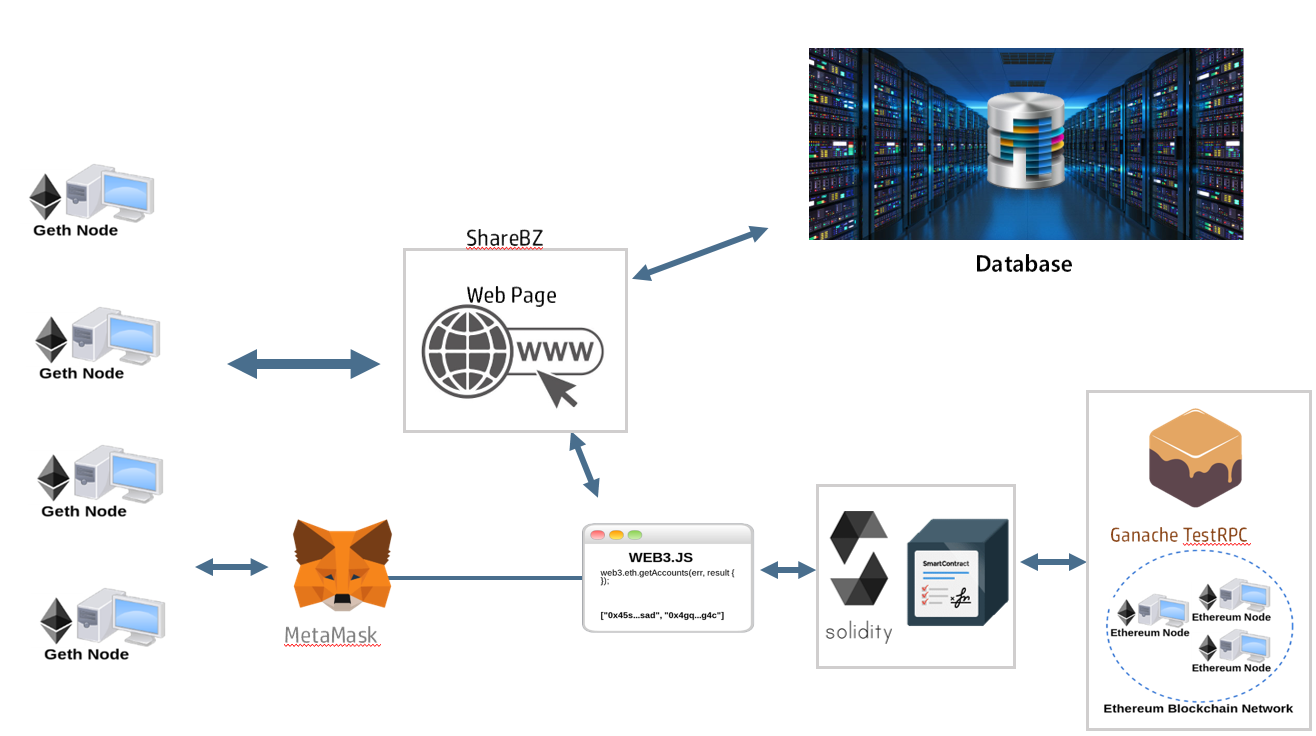 Geth Node
Geth Node
Geth Node
Geth Node
ShareBZ
Web Page
WWW
Database
MetaMask
WEB3.JS
web3.eth.getAccounts(err, result {
});
["0x45s...sad", "0x4gq...g4c"]
solidity
SmartContract
Ganache TestRPC
Ethereum Node
Ethereum Node
Ethereum Node
Ethereum Blockchain Network